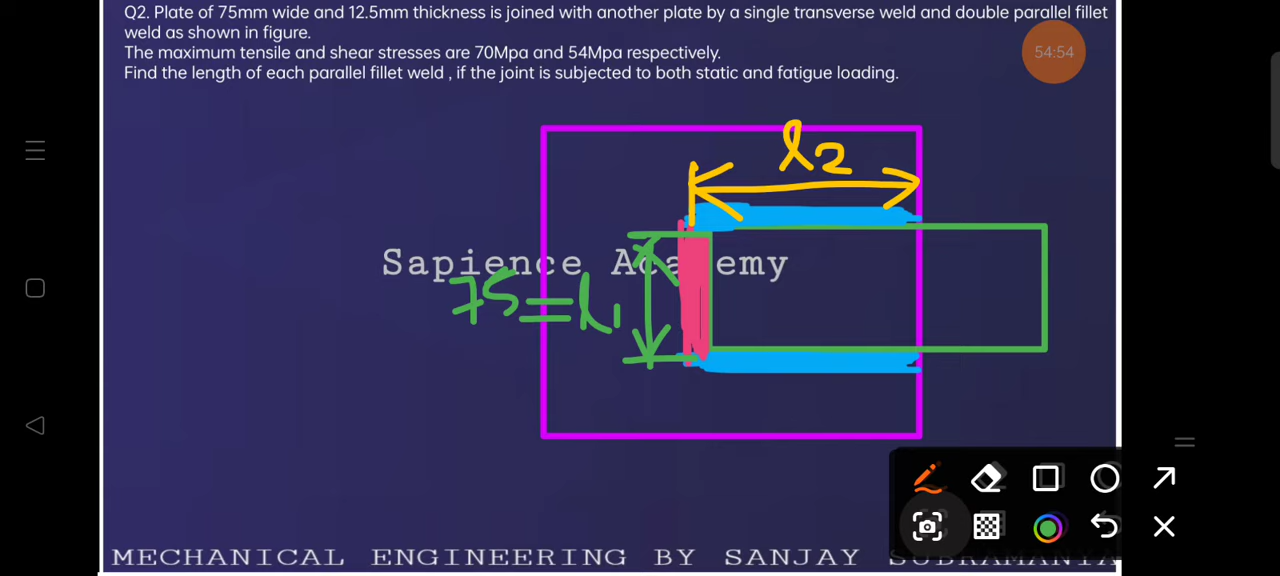 Q2. Plate of 75mm wide and 12.5mm thickness is joined with another plate by a single transverse weld and double parallel fillet
weld as shown in figure.
The maximum tensile and shear stresses are 70Mpa and 54Mpa respectively.
Find the length of each parallel fillet weld , if the joint is subjected to both static and fatigue loading.
54:54
l2
Sapience Academy
75=l1
MECHANICAL ENGINEERING BY SANJAY SUBRAMANIA